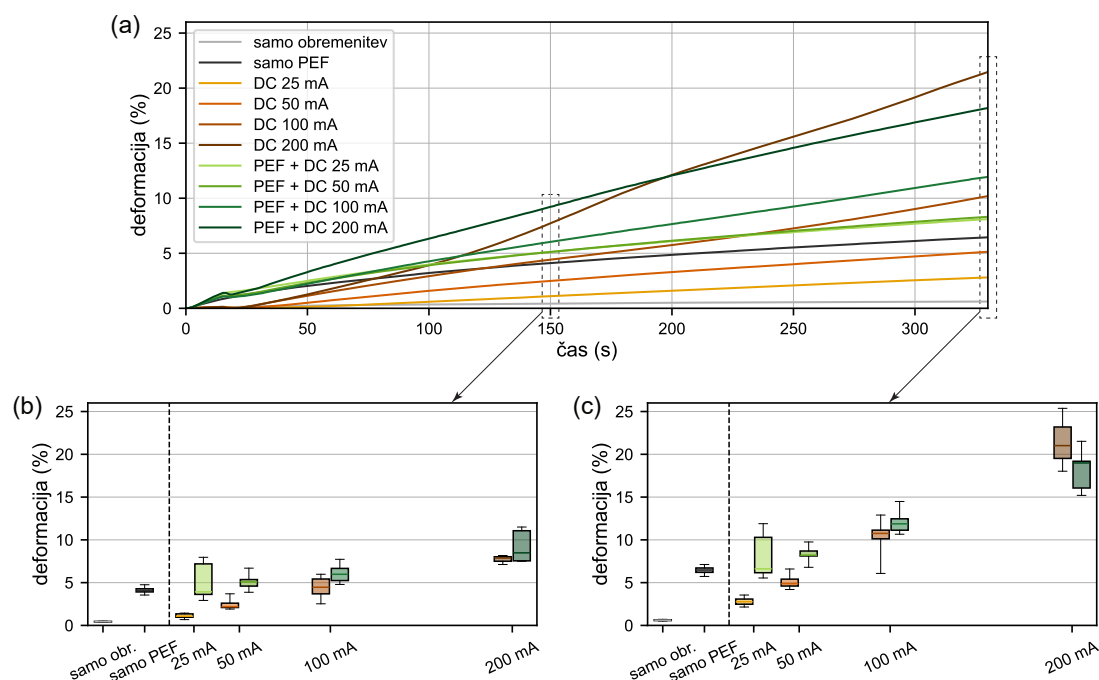 (a)
deformacija (%)
25
20
15
10
5
0
samo obremenitev
samo PEF
DC 25 mA
DC 50 mA
DC 100 mA
DC 200 mA
PEF + DC 25 mA
PEF + DC 50 mA
PEF + DC 100 mA
PEF + DC 200 mA
0 50 100 150 200 250 300
čas (s)
(b)
deformacija (%)
25
20
15
10
5
0
samo obr. samo PEF 25 mA 50 mA 100 mA 200 mA
(c)
deformacija (%)
25
20
15
10
5
0
samo obr. samo PEF 25 mA 50 mA 100 mA 200 mA